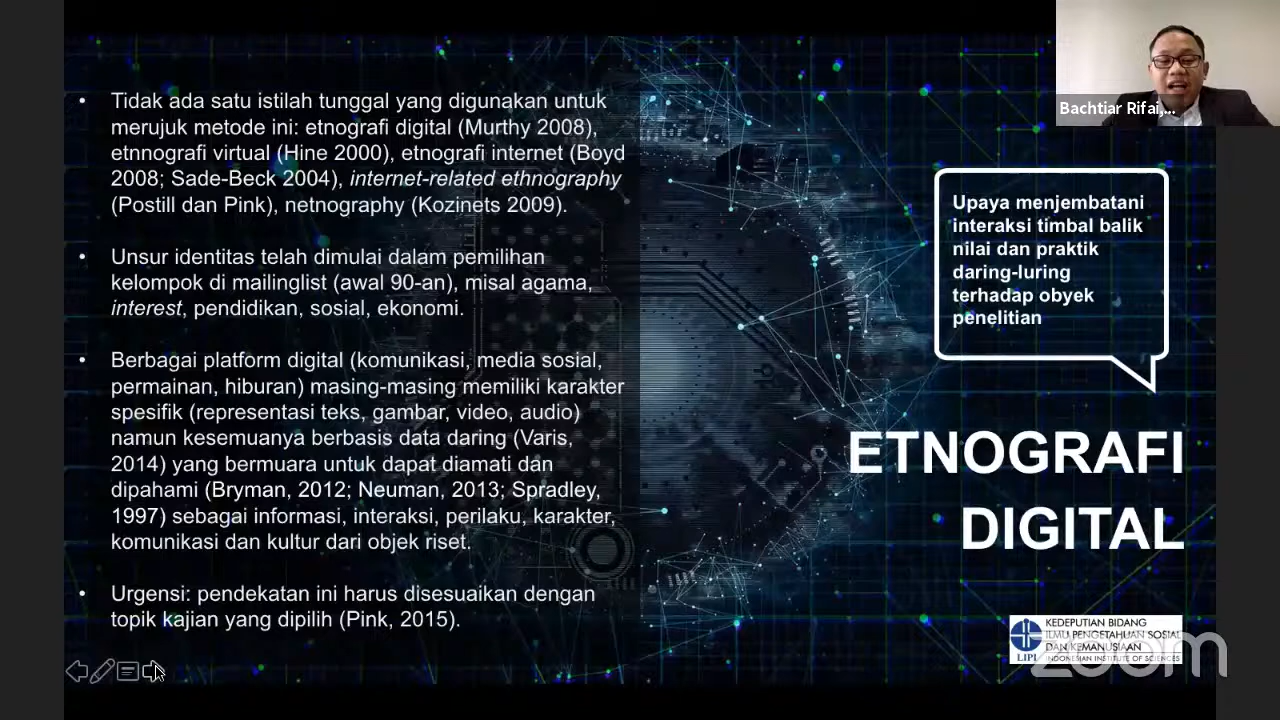 • Tidak ada satu istilah tunggal yang digunakan untuk
merujuk metode ini: etnografi digital (Murthy 2008),
etnnografi virtual (Hine 2000), etnografi internet (Boyd
2008; Sade-Beck 2004), internet-related ethnography
(Postill dan Pink), netnography (Kozinets 2009).
• Unsur identitas telah dimulai dalam pemilihan
kelompok di mailinglist (awal 90-an), misal agama,
interest, pendidikan, sosial, ekonomi.
• Berbagai platform digital (komunikasi, media sosial,
permainan, hiburan) masing-masing memiliki karakter
spesifik (representasi teks, gambar, video, audio)
namun kesemuanya berbasis data daring (Varis,
2014) yang bermuara untuk dapat diamati dan
dipahami (Bryman, 2012; Neuman, 2013; Spradley,
1997) sebagai informasi, interaksi, perilaku, karakter,
komunikasi dan kultur dari objek riset.
• Urgensi: pendekatan ini harus disesuaikan dengan
topik kajian yang dipilih (Pink, 2015).
Bachtiar Rifai,...
Upaya menjembatani
interaksi timbal balik
nilai dan praktik
daring-luring
terhadap obyek
penelitian
ETNOGRAFI
DIGITAL
KEDEPUTIAN BIDANG
ILMU PENGETAHUAN SOSIAL
DAN KEMANUSIAAN
INDONESIAN INSTITUTE OF SCIENCES
LIPI
zoom